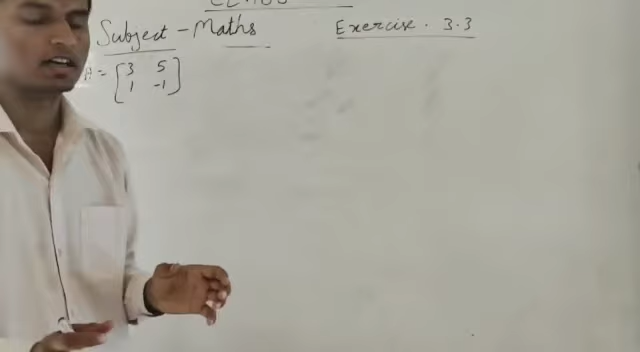 Subject - Maths
Exercise. 3.3
A = [3 5
1 -1]